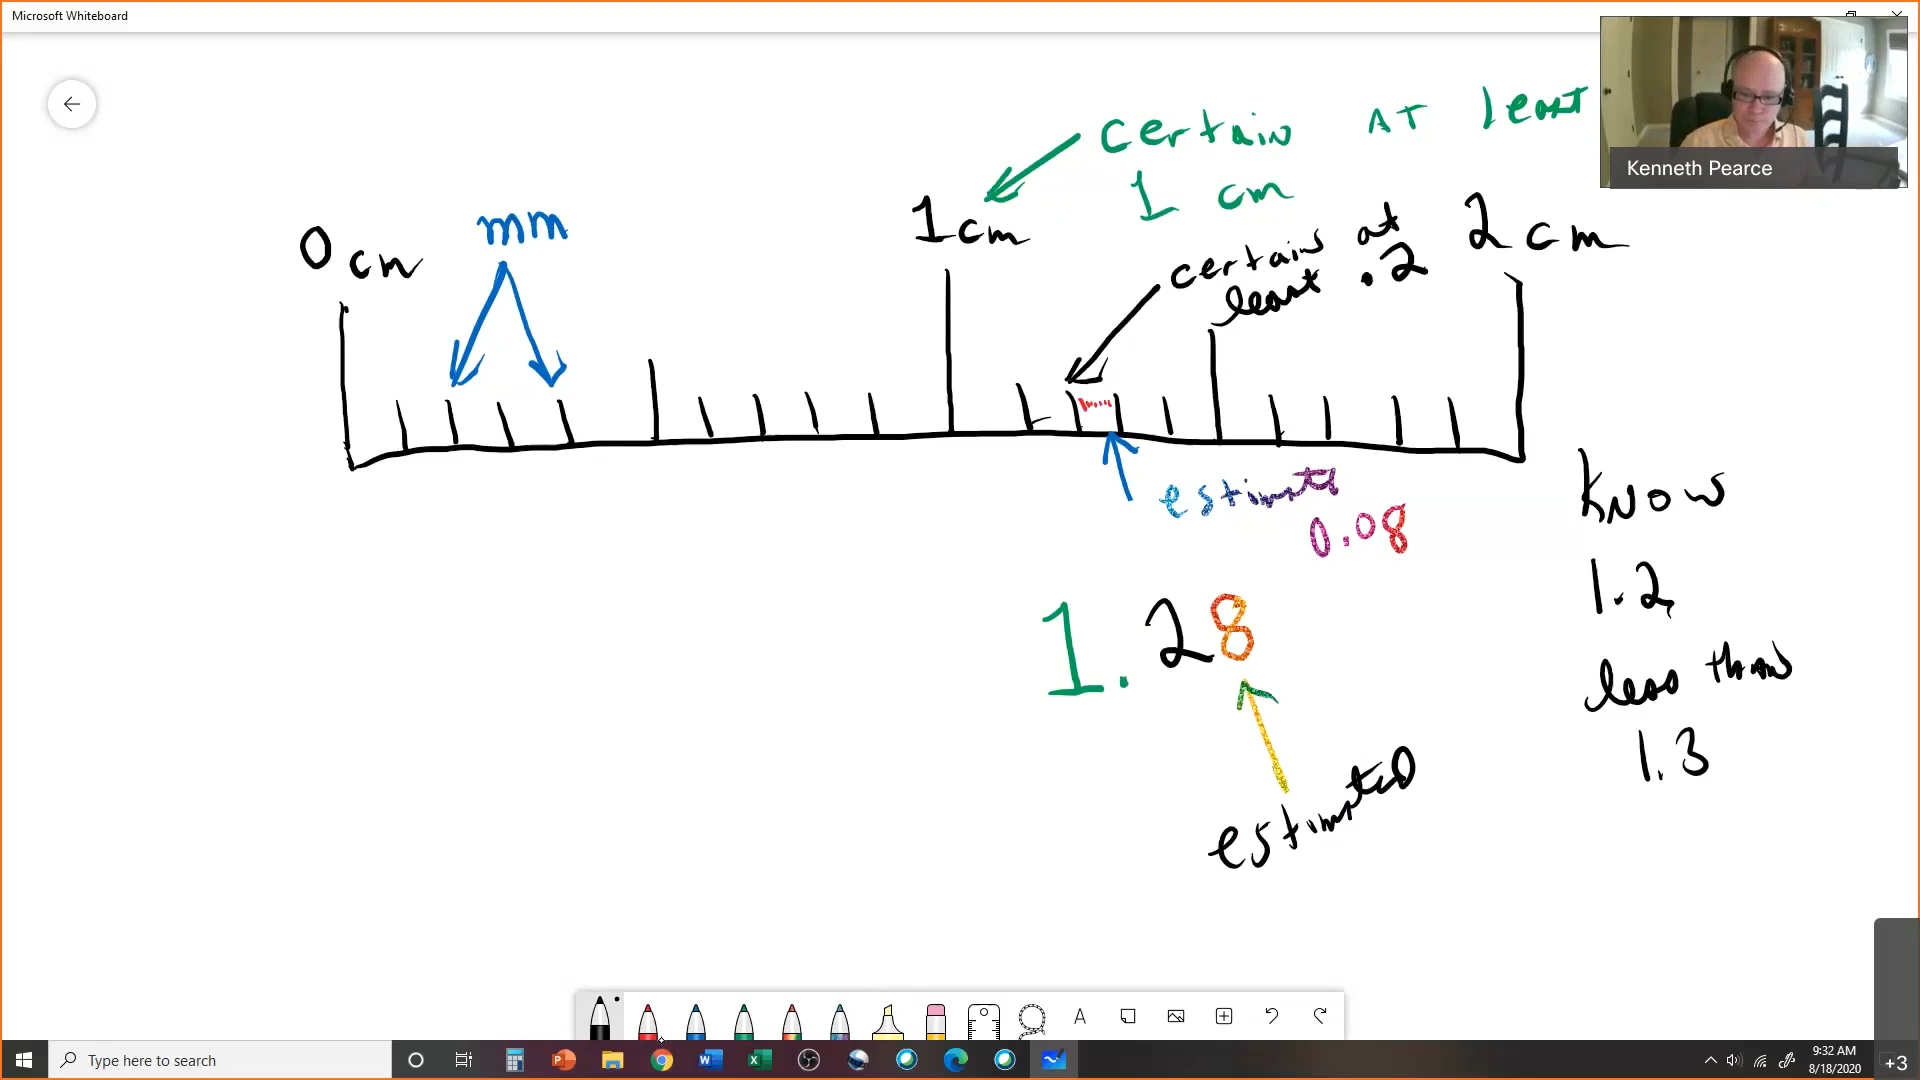 Microsoft Whiteboard
Kenneth Pearce
certain AT least
1 cm
0 cm
mm
1 cm
certain at
least .2
2 cm
estimate
0.08
Know
1.2
less than
1.3
1.28
estimated
A
Type here to search
9:32 AM
8/18/2020
+3